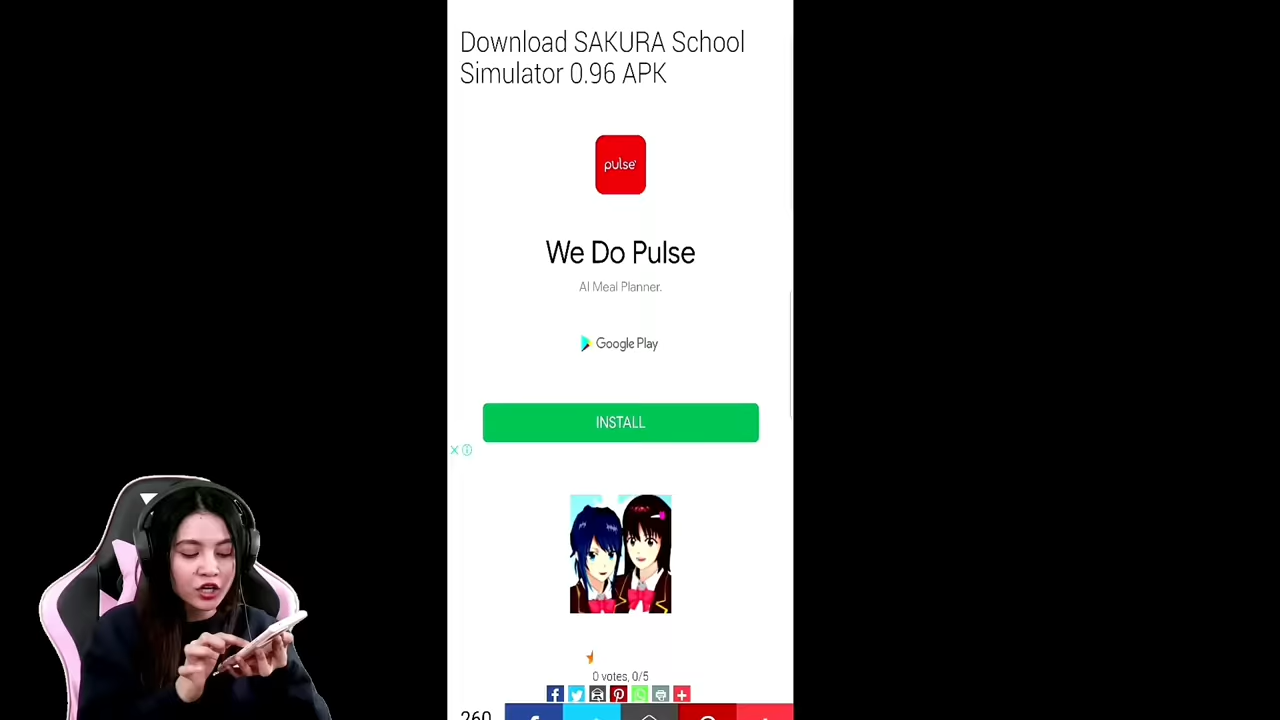 Download SAKURA School
Simulator 0.96 APK
pulse
We Do Pulse
AI Meal Planner.
Google Play
INSTALL
0 votes, 0/5
260